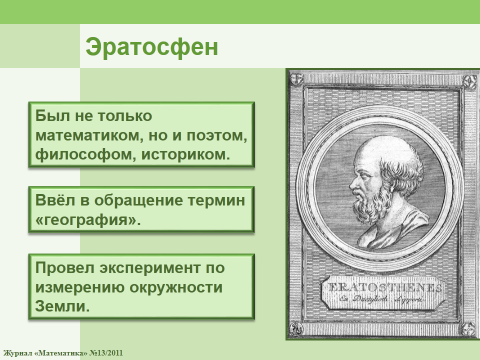 Эратосфен
Был не только
математиком, но и поэтом,
философом, историком.
Ввёл в обращение термин
«география».
Провел эксперимент по
измерению окружности
Земли.
ERATOSTHENES
Журнал «Математика» №13/2011